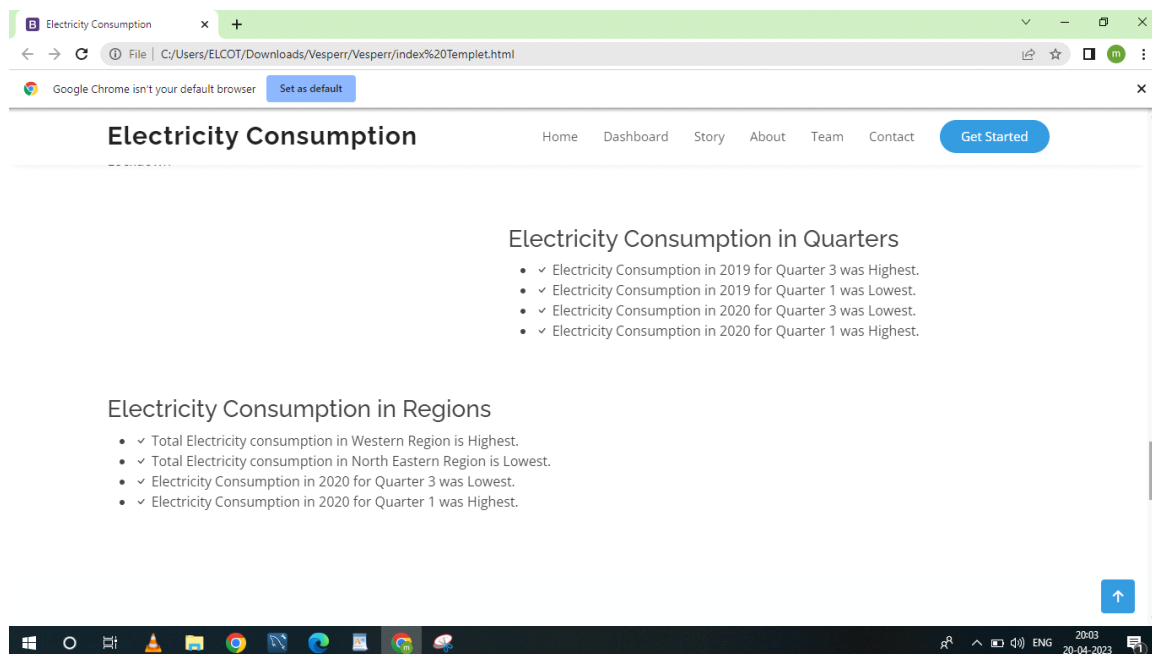 B Electricity Consumption
File | C:/Users/ELCOT/Downloads/Vesperr/Vesperr/index%20Templet.html
m
Google Chrome isn't your default browser Set as default
Electricity Consumption Home Dashboard Story About Team Contact Get Started
Electricity Consumption in Quarters
Electricity Consumption in 2019 for Quarter 3 was Highest.
Electricity Consumption in 2019 for Quarter 1 was Lowest.
Electricity Consumption in 2020 for Quarter 3 was Lowest.
Electricity Consumption in 2020 for Quarter 1 was Highest.
Electricity Consumption in Regions
Total Electricity consumption in Western Region is Highest.
Total Electricity consumption in North Eastern Region is Lowest.
Electricity Consumption in 2020 for Quarter 3 was Lowest.
Electricity Consumption in 2020 for Quarter 1 was Highest.
ENG
20:03
20-04-2023
1